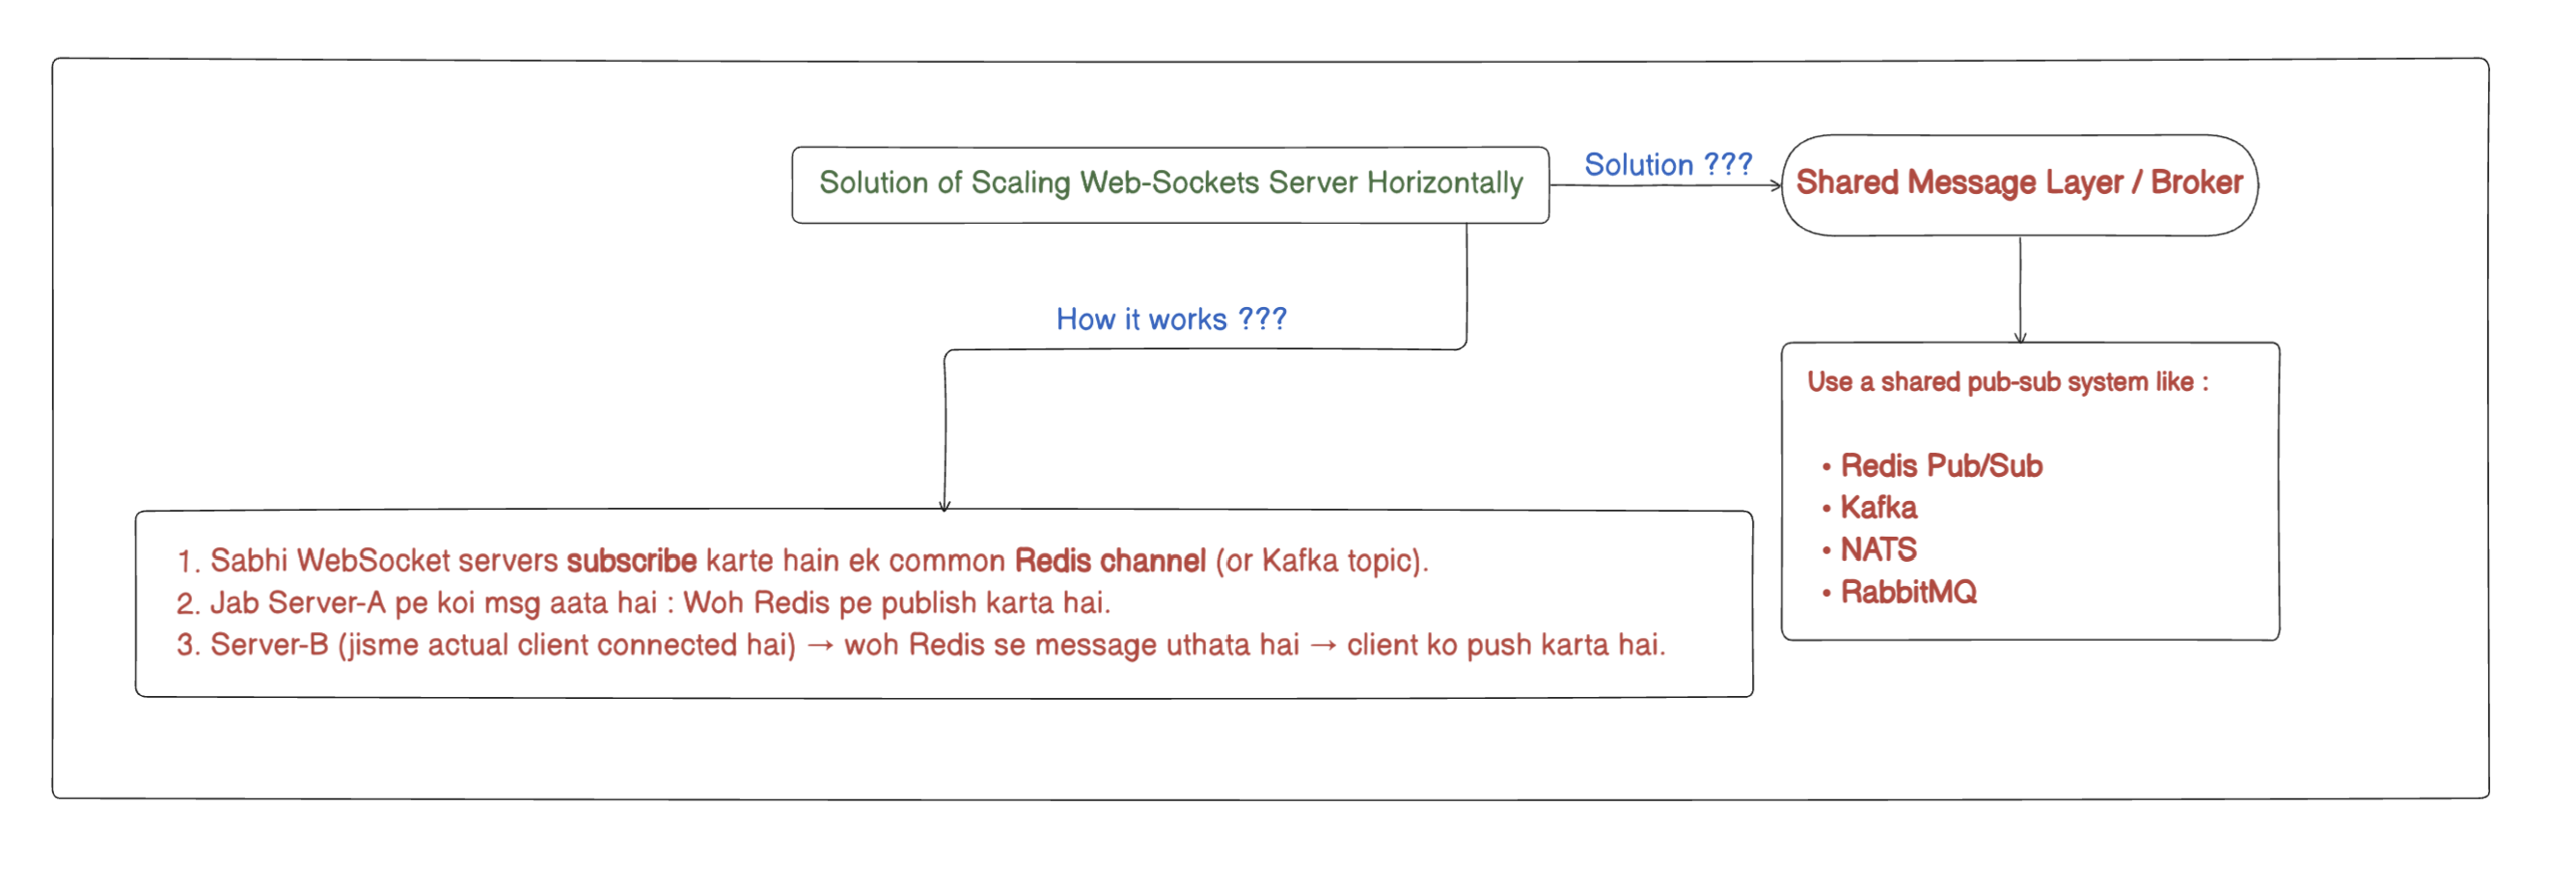 Solution of Scaling Web-Sockets Server Horizontally
Solution ???
Shared Message Layer / Broker
How it works ???
Use a shared pub-sub system like :
• Redis Pub/Sub
• Kafka
• NATS
• RabbitMQ
1. Sabhi WebSocket servers subscribe karte hain ek common Redis channel (or Kafka topic).
2. Jab Server-A pe koi msg aata hai : Woh Redis pe publish karta hai.
3. Server-B (jisme actual client connected hai) → woh Redis se message uthata hai → client ko push karta hai.